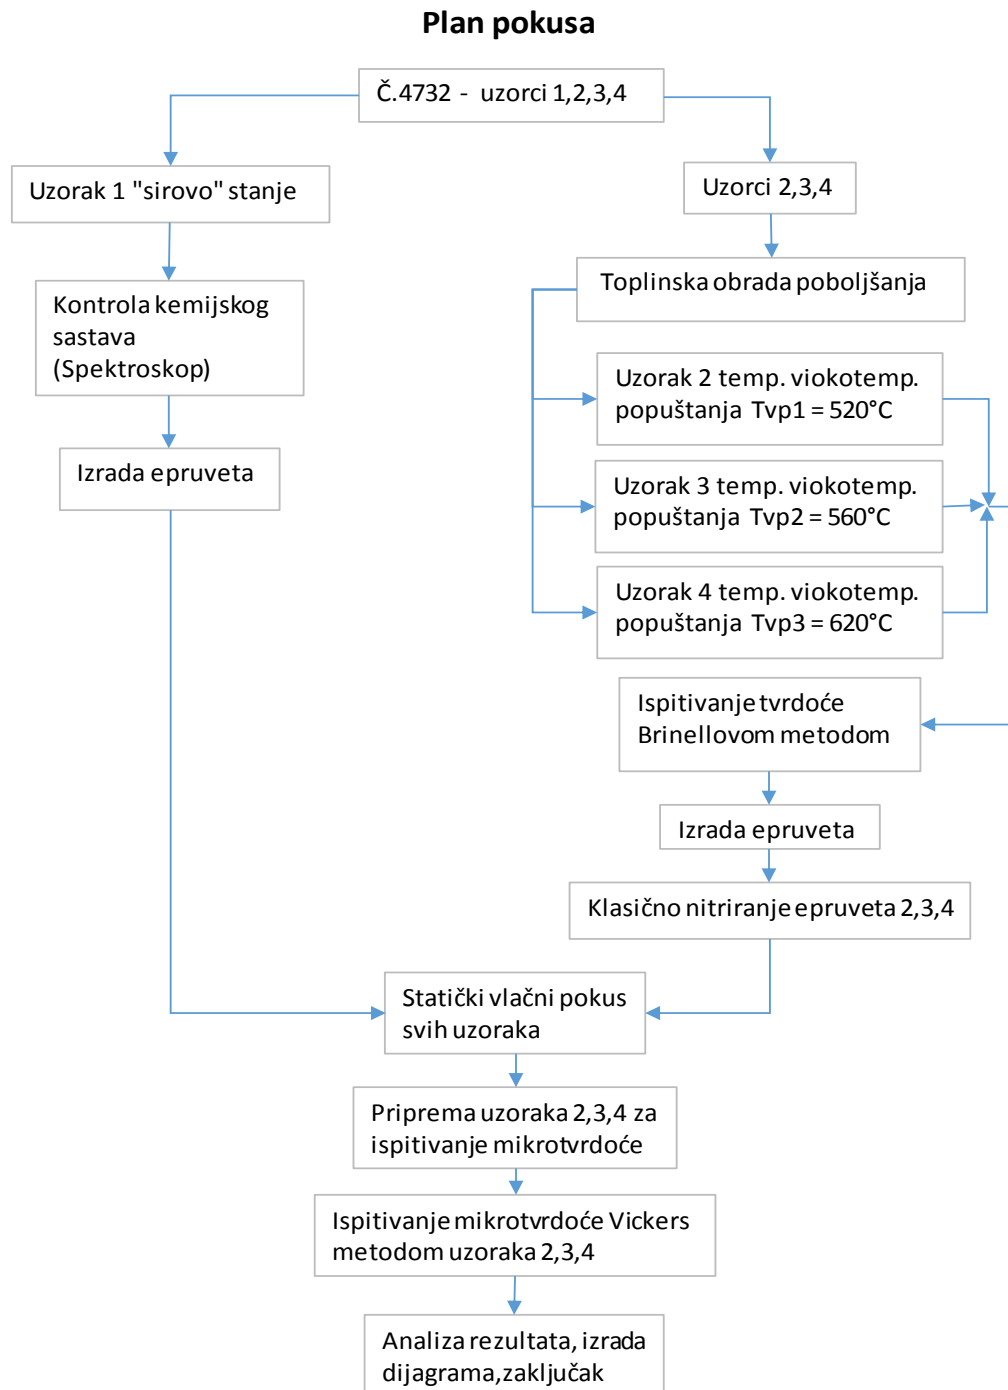 Plan pokusa
Č.4732 - uzorci 1,2,3,4
Uzorak 1 "sirovo" stanje
Uzorci 2,3,4
Toplinska obrada poboljšanja
Kontrola kemijskog
sastava
(Spektroskop)
Uzorak 2 temp. viokotemp.
popuštanja Tvp1 = 520°C
Izrada epruveta
Uzorak 3 temp. viokotemp.
popuštanja Tvp2 = 560°C
Uzorak 4 temp. viokotemp.
popuštanja Tvp3 = 620°C
Ispitivanje tvrdoće
Brinellovom metodom
Izrada epruveta
Klasično nitriranje epruveta 2,3,4
Statički vlačni pokus
svih uzoraka
Priprema uzoraka 2,3,4 za
ispitivanje mikrotvrdoće
Ispitivanje mikrotvrdoće Vickers
metodom uzoraka 2,3,4
Analiza rezultata, izrada
dijagrama,zaključak